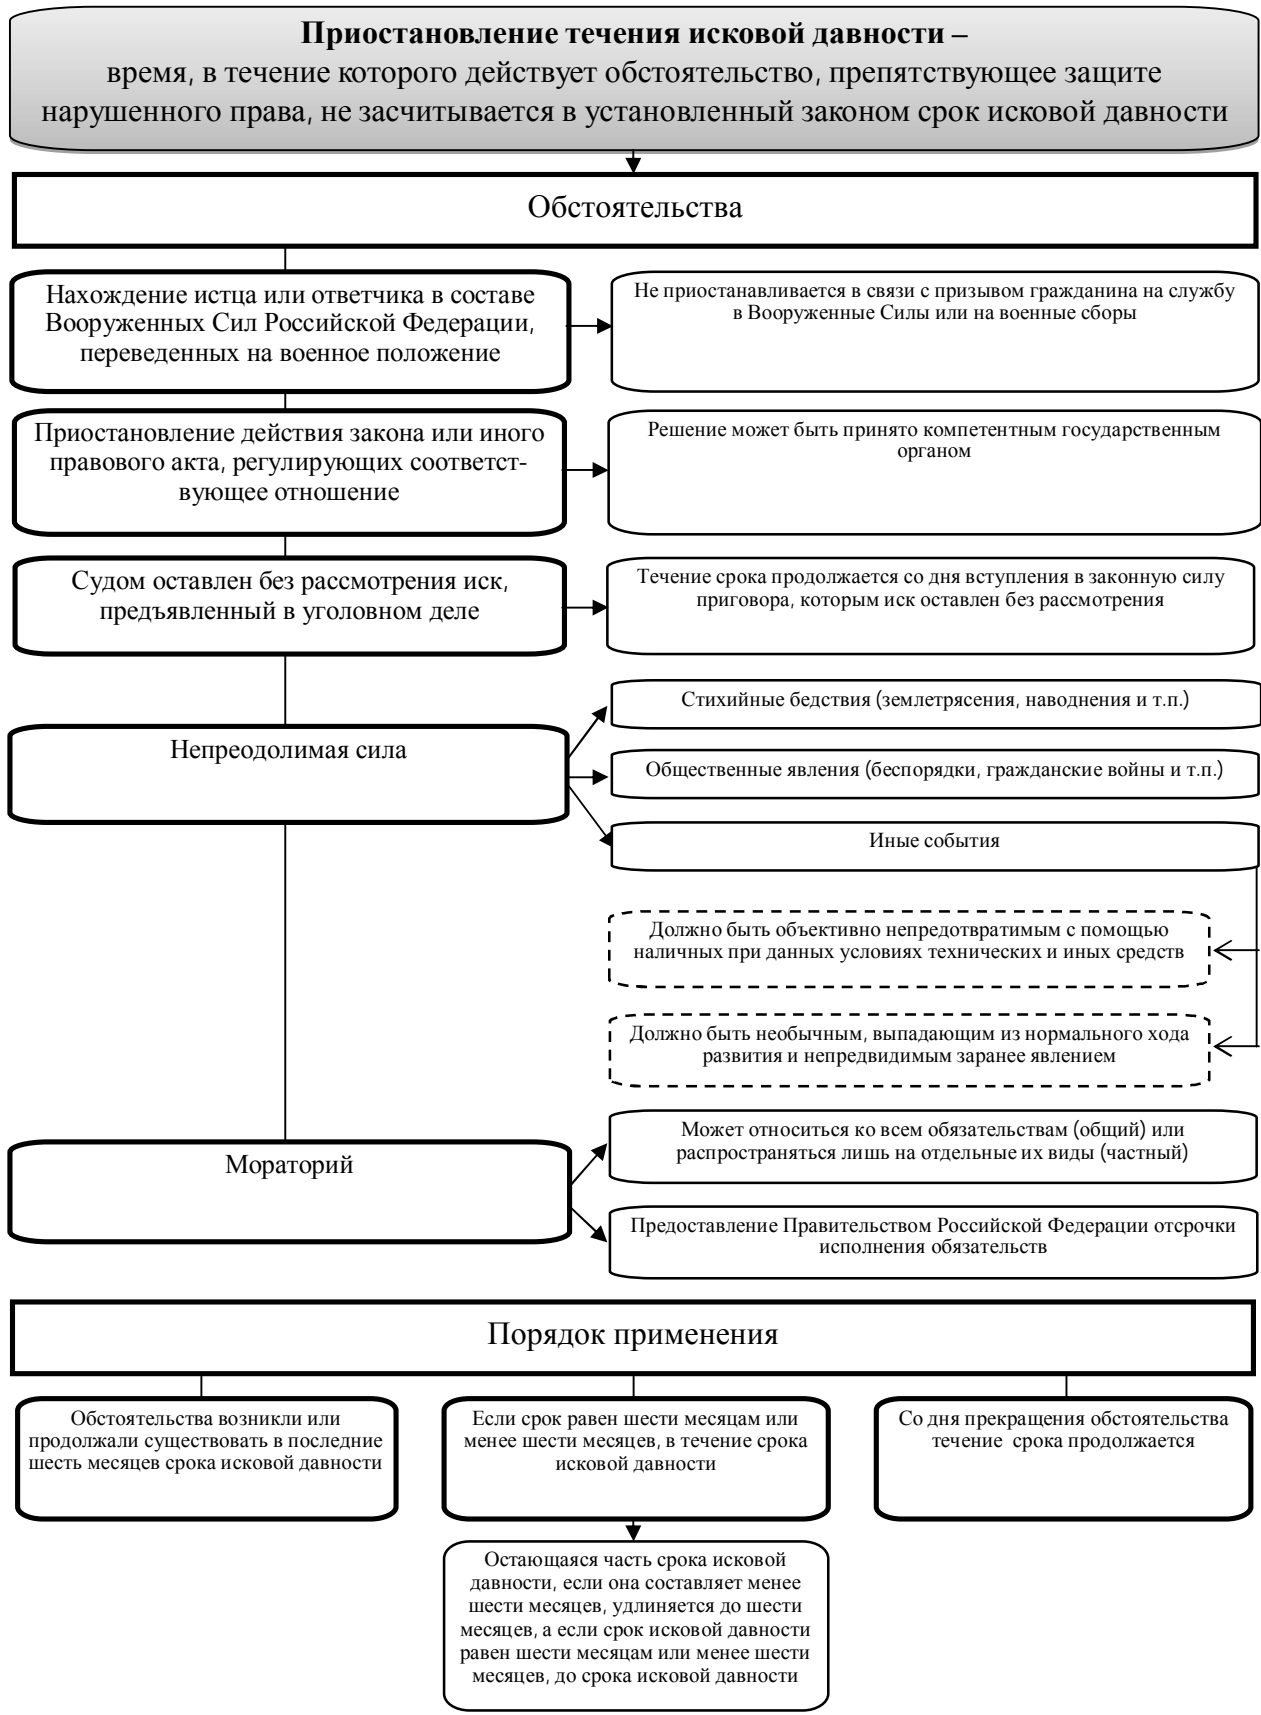 Приостановление течения исковой давности –
время, в течение которого действует обстоятельство, препятствующее защите
нарушенного права, не засчитывается в установленный законом срок исковой давности
Обстоятельства
Нахождение истца или ответчика в составе
Вооруженных Сил Российской Федерации,
переведенных на военное положение
Не приостанавливается в связи с призывом гражданина на службу
в Вооруженные Силы или на военные сборы
Приостановление действия закона или иного
правового акта, регулирующих соответст-
вующее отношение
Решение может быть принято компетентным государственным
органом
Судом оставлен без рассмотрения иск,
предъявленный в уголовном деле
Течение срока продолжается со дня вступления в законную силу
приговора, которым иск оставлен без рассмотрения
Непреодолимая сила
Стихийные бедствия (землетрясения, наводнения и т.п.)
Общественные явления (беспорядки, гражданские войны и т.п.)
Иные события
Должно быть объективно непредотвратимым с помощью
наличных при данных условиях технических и иных средств
Должно быть необычным, выпадающим из нормального хода
развития и непредвидимым заранее явлением
Мораторий
Может относиться ко всем обязательствам (общий) или
распространяться лишь на отдельные их виды (частный)
Предоставление Правительством Российской Федерации отсрочки
исполнения обязательств
Порядок применения
Обстоятельства возникли или
продолжали существовать в последние
шесть месяцев срока исковой давности
Если срок равен шести месяцам или
менее шести месяцев, в течение срока
исковой давности
Со дня прекращения обстоятельства
течение срока продолжается
Остающаяся часть срока исковой
давности, если она составляет менее
шести месяцев, удлиняется до шести
месяцев, а если срок исковой давности
равен шести месяцам или менее шести
месяцев, до срока исковой давности